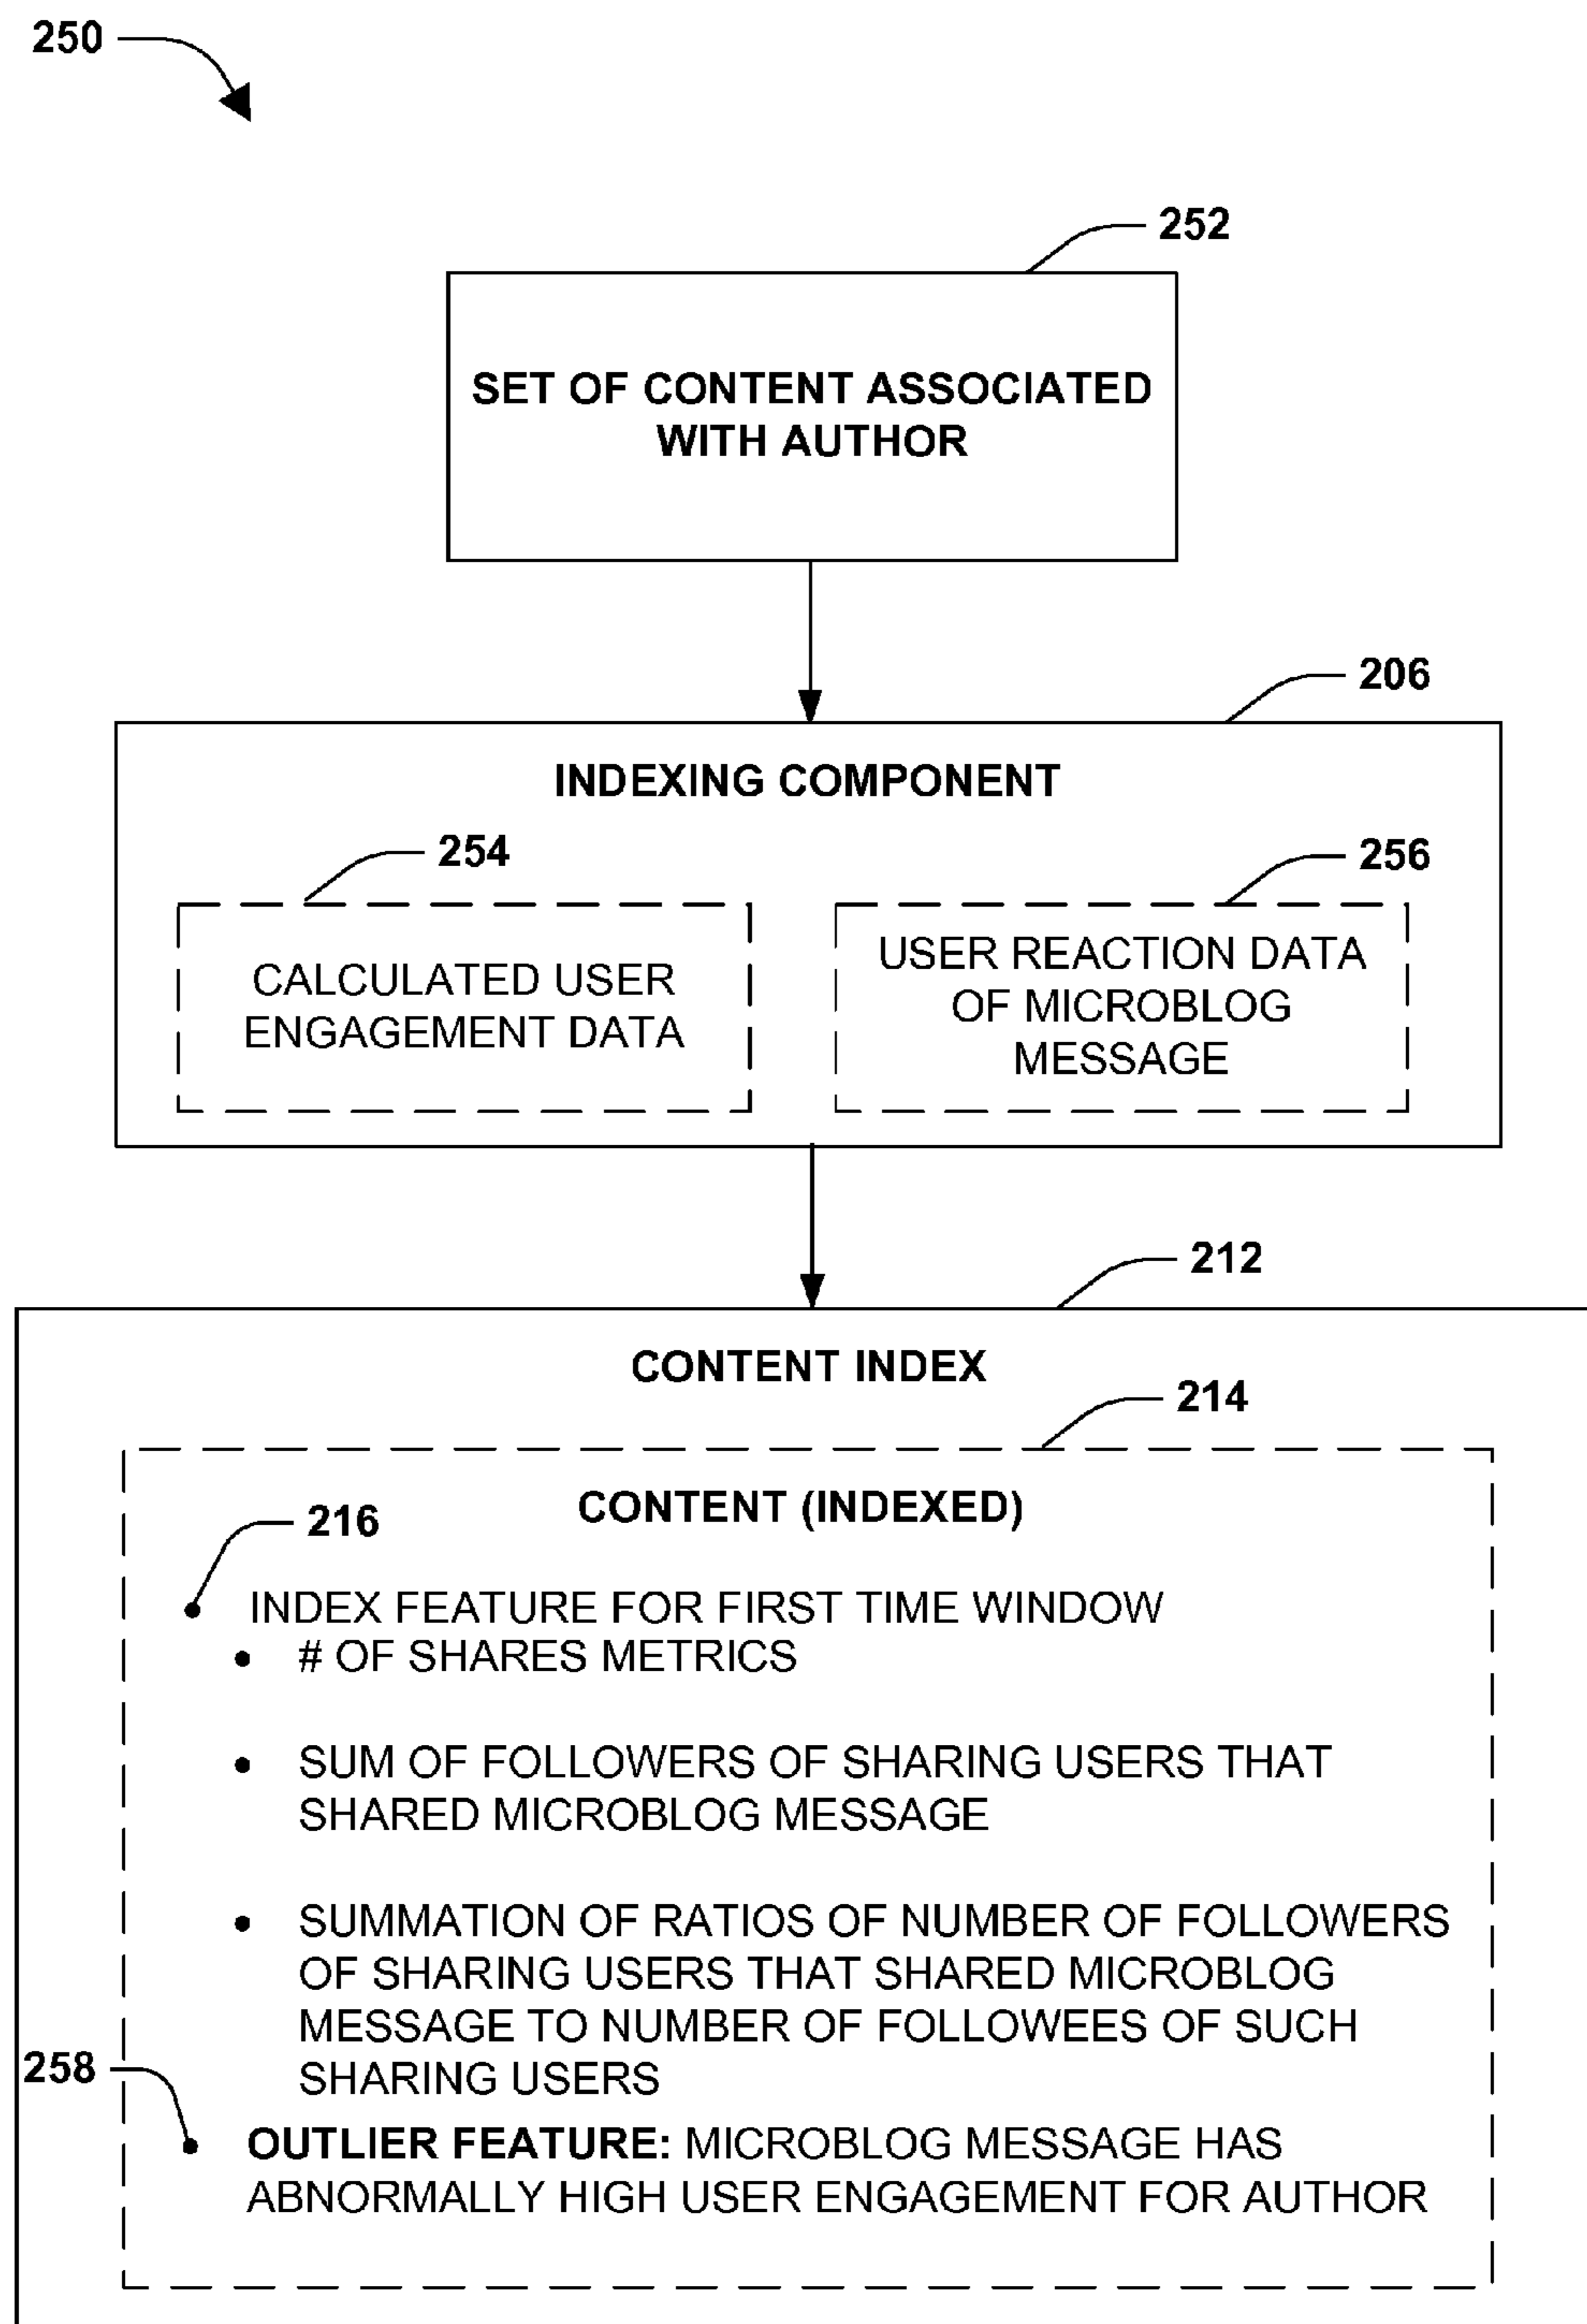 250
252
SET OF CONTENT ASSOCIATED
WITH AUTHOR
206
INDEXING COMPONENT
254
256
CALCULATED USER
ENGAGEMENT DATA
USER REACTION DATA
OF MICROBLOG
MESSAGE
212
CONTENT INDEX
214
CONTENT (INDEXED)
216
INDEX FEATURE FOR FIRST TIME WINDOW
• # OF SHARES METRICS
• SUM OF FOLLOWERS OF SHARING USERS THAT
SHARED MICROBLOG MESSAGE
• SUMMATION OF RATIOS OF NUMBER OF FOLLOWERS
OF SHARING USERS THAT SHARED MICROBLOG
MESSAGE TO NUMBER OF FOLLOWEES OF SUCH
SHARING USERS
258
OUTLIER FEATURE: MICROBLOG MESSAGE HAS
ABNORMALLY HIGH USER ENGAGEMENT FOR AUTHOR